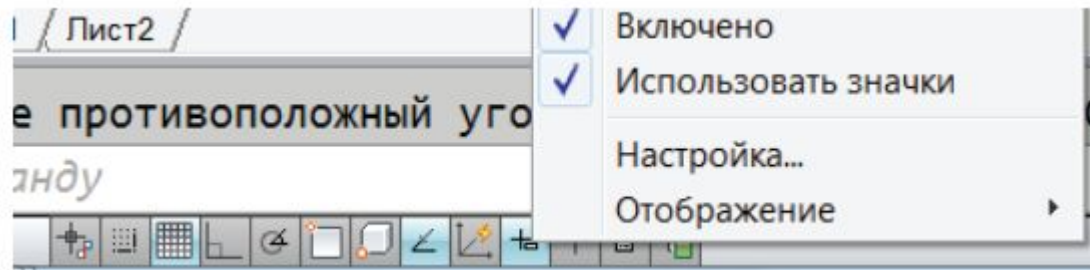 Лист2
Включено
Использовать значки
е противоположный уго
анду
Настройка...
Отображение